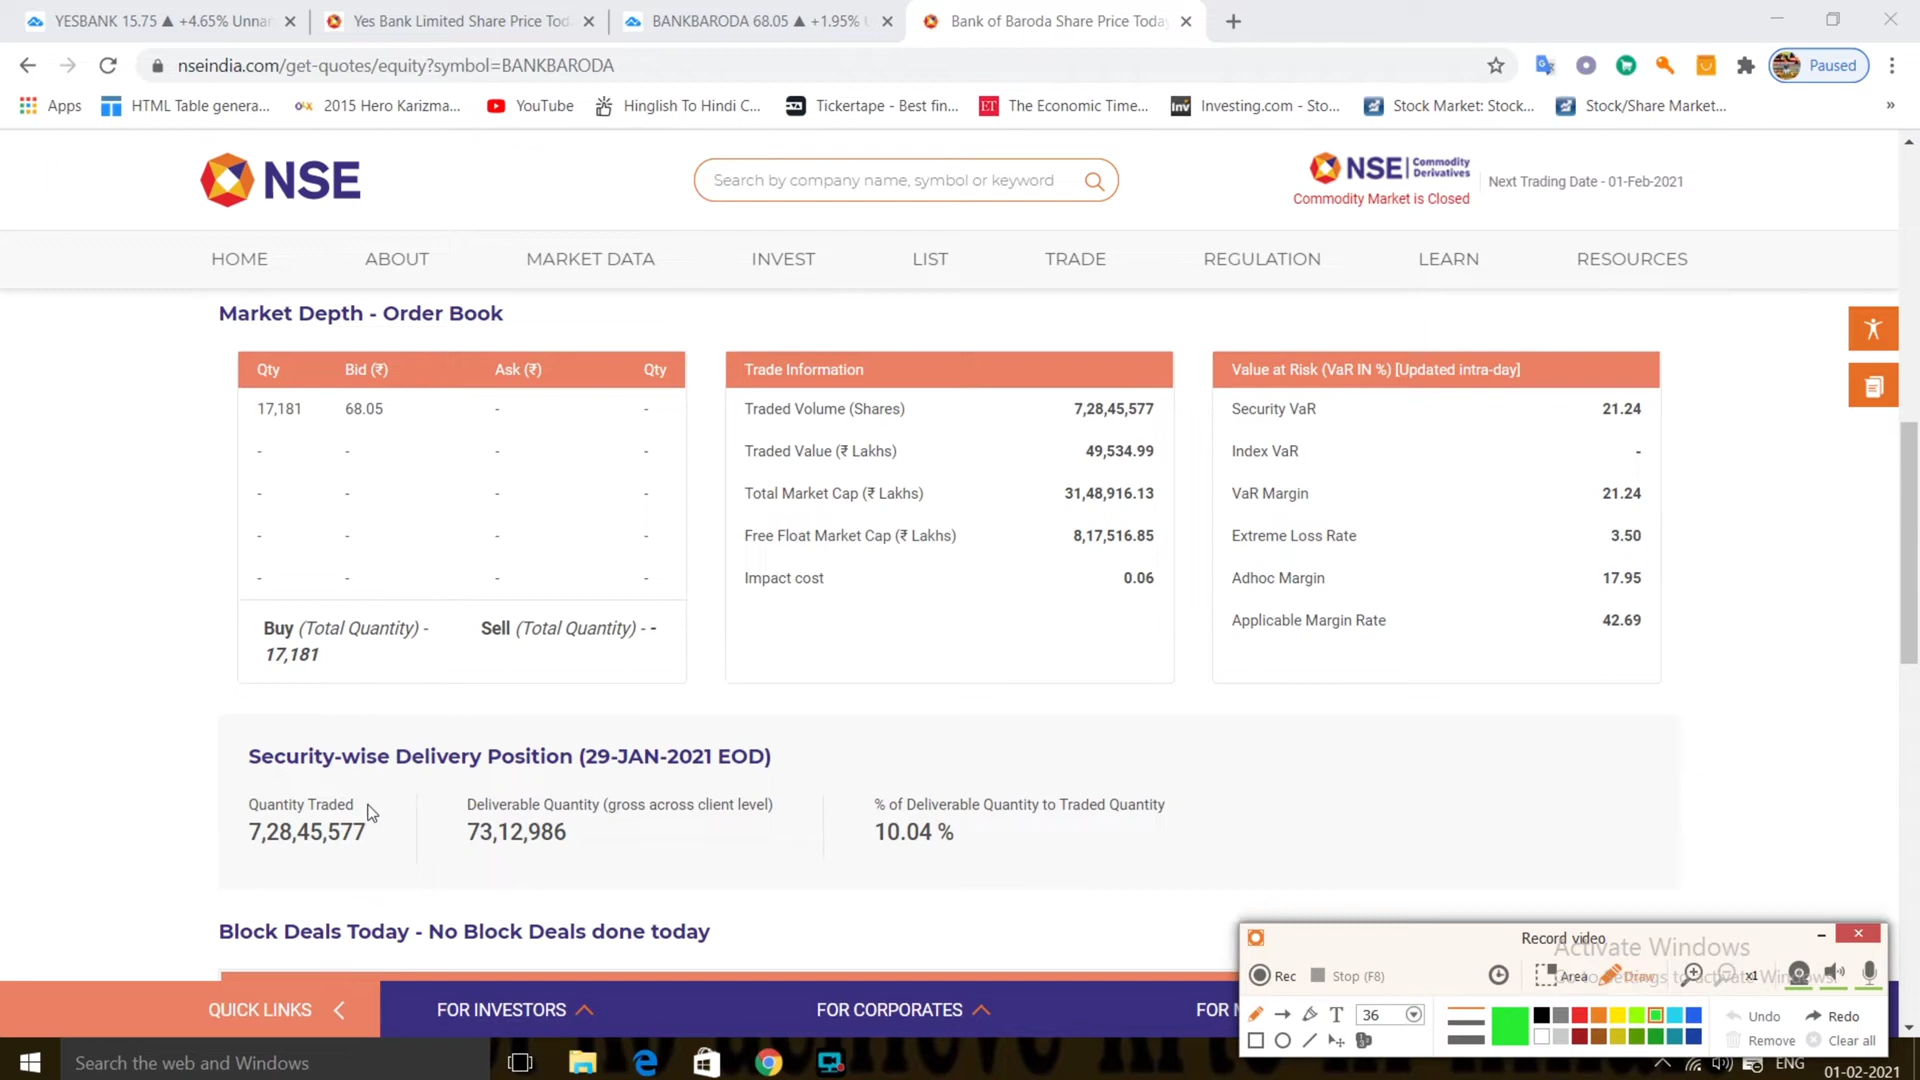 YESBANK 15.75 ▲ +4.65% Unnar
Yes Bank Limited Share Price Tod
BANKBARODA 68.05 ▲ +1.95% U
Bank of Baroda Share Price Today
nseindia.com/get-quotes/equity?symbol=BANKBARODA
Paused
Apps
HTML Table genera...
2015 Hero Karizma...
YouTube
Hinglish To Hindi C...
Tickertape - Best fin...
ET The Economic Time...
Inv Investing.com - Sto...
Stock Market: Stock...
Stock/Share Market...
NSE
Search by company name, symbol or keyword
NSE Commodity Derivatives
Commodity Market is Closed
Next Trading Date - 01-Feb-2021
HOME ABOUT MARKET DATA INVEST LIST TRADE REGULATION LEARN RESOURCES
Market Depth - Order Book
Qty Bid (₹) Ask (₹) Qty
17,181 68.05 - -
- - - -
- - - -
- - - -
- - - -
Buy (Total Quantity) - 
17,181
Sell (Total Quantity) - -
Trade Information
Traded Volume (Shares) 7,28,45,577
Traded Value (₹ Lakhs) 49,534.99
Total Market Cap (₹ Lakhs) 31,48,916.13
Free Float Market Cap (₹ Lakhs) 8,17,516.85
Impact cost 0.06
Value at Risk (VaR IN %) [Updated intra-day]
Security VaR 21.24
Index VaR -
VaR Margin 21.24
Extreme Loss Rate 3.50
Adhoc Margin 17.95
Applicable Margin Rate 42.69
Security-wise Delivery Position (29-JAN-2021 EOD)
Quantity Traded
7,28,45,577
Deliverable Quantity (gross across client level)
73,12,986
% of Deliverable Quantity to Traded Quantity
10.04 %
Block Deals Today - No Block Deals done today
QUICK LINKS
FOR INVESTORS
FOR CORPORATES
FOR
Record video
Activate Windows
Go to Settings to activate Windows.
Rec
Stop (F8)
Area
Draw
x1
T
36
Undo
Redo
Remove
Clear all
Search the web and Windows
ENG
01-02-2021